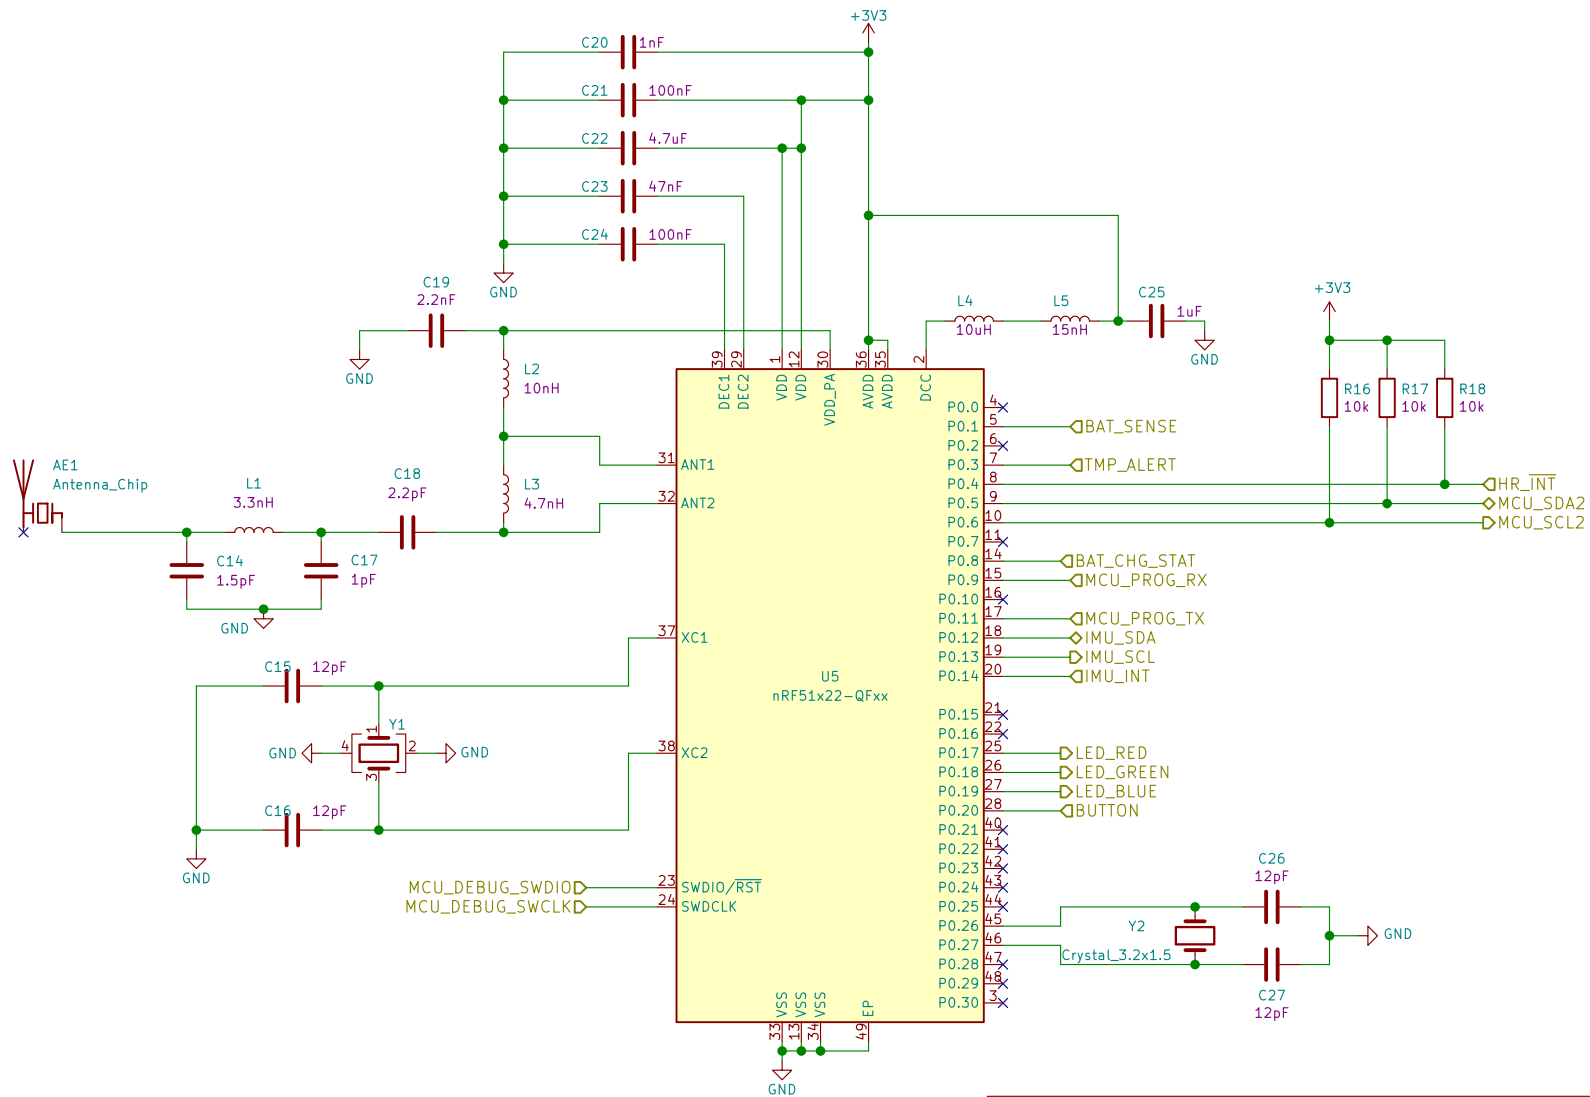 +3V3
C20 1nF
C21 100nF
C22 4.7uF
C23 47nF
C24 100nF
GND
C19
2.2nF
GND
L2
10nH
L3
4.7nH
C18
2.2pF
AE1
Antenna_Chip
L1
3.3nH
C14
1.5pF
C17
1pF
GND
L4
10uH
L5
15nH
C25
1uF
GND
+3V3
R16
10k
R17
10k
R18
10k
39 DEC1
29 DEC2
1 VDD
12 VDD
30 VDD_PA
36 AVDD
35 AVDD
2 DCC
31 ANT1
32 ANT2
37 XC1
38 XC2
23 SWDIO/RST
24 SWDCLK
MCU_DEBUG_SWDIO
MCU_DEBUG_SWCLK
U5
nRF51x22-QFxx
P0.0 4
P0.1 5 BAT_SENSE
P0.2 6
P0.3 7 TMP_ALERT
P0.4 8 HR_INT
P0.5 9 MCU_SDA2
P0.6 10 MCU_SCL2
P0.7 11
P0.8 14 BAT_CHG_STAT
P0.9 15 MCU_PROG_RX
P0.10 16
P0.11 17 MCU_PROG_TX
P0.12 18 IMU_SDA
P0.13 19 IMU_SCL
P0.14 20 IMU_INT
P0.15 21
P0.16 22
P0.17 25 LED_RED
P0.18 26 LED_GREEN
P0.19 27 LED_BLUE
P0.20 28 BUTTON
P0.21 40
P0.22 41
P0.23 42
P0.24 43
P0.25 44
P0.26 45
P0.27 46
P0.28 47
P0.29 48
P0.30 3
C15 12pF
Y1
1
GND 4 2 GND
3
C16 12pF
GND
C26
12pF
Y2
Crystal_3.2x1.5
GND
C27
12pF
VSS 33
VSS 13
VSS 34
EP 49
GND